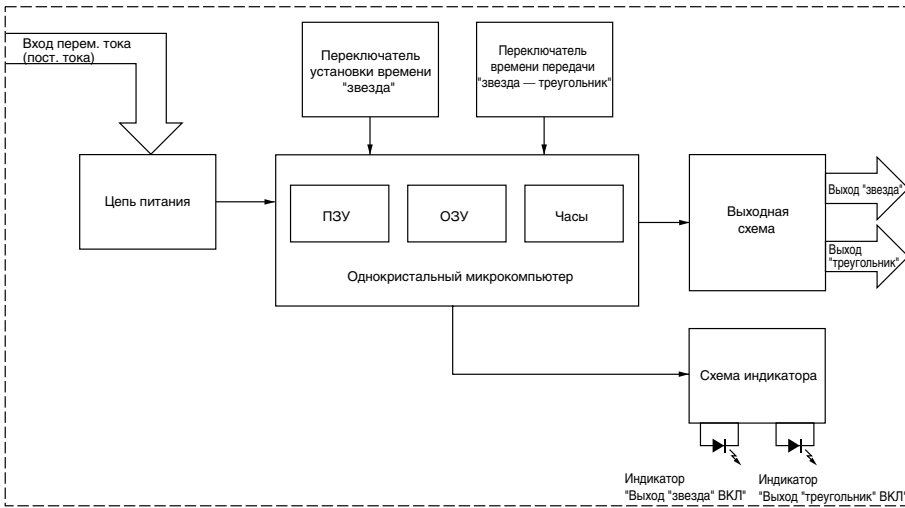 Вход перем. тока
(пост. тока)
Переключатель
установки времени
"звезда"
Переключатель
времени передачи
"звезда — треугольник"
Цепь питания
ПЗУ
ОЗУ
Часы
Однокристальный микрокомпьютер
Выходная
схема
Выход "звезда"
Выход
"треугольник"
Схема индикатора
Индикатор
"Выход "звезда" ВКЛ"
Индикатор
"Выход "треугольник" ВКЛ"